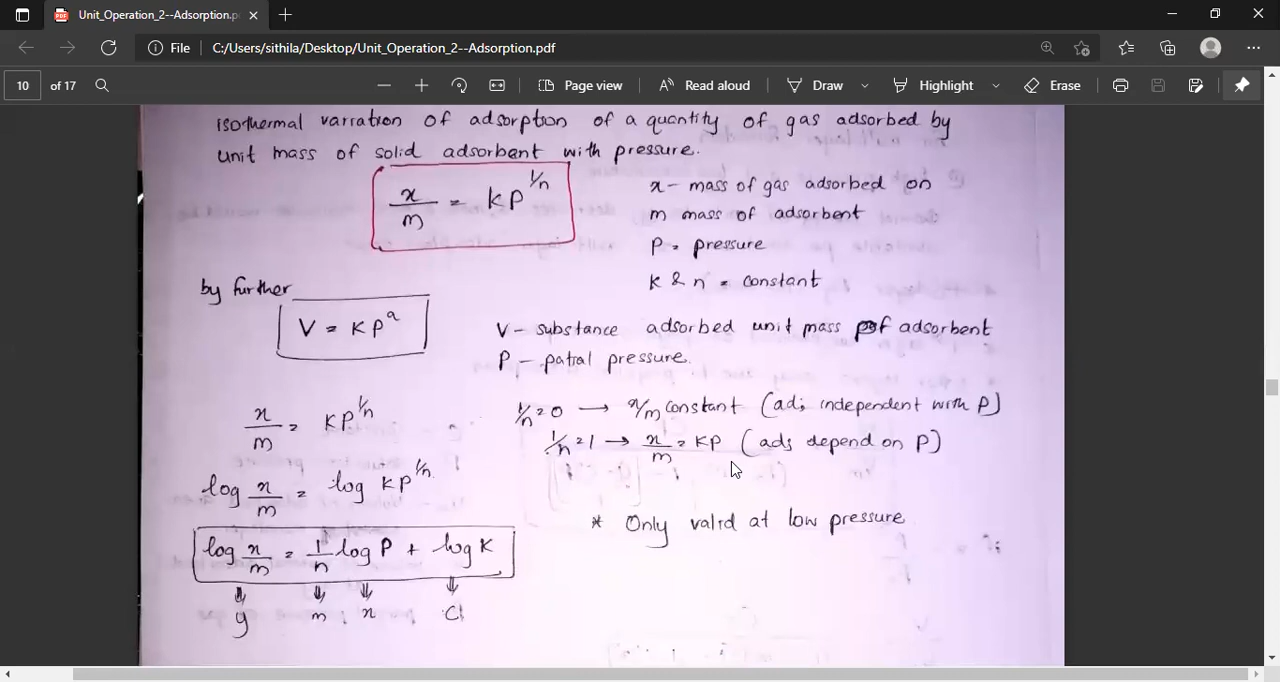 Unit_Operation_2--Adsorption.p
File C:/Users/sithila/Desktop/Unit_Operation_2--Adsorption.pdf
10 of 17 Page view Read aloud Draw Highlight Erase
isothermal variation of adsorption of a quantity of gas adsorbed by
unit mass of solid adsorbent with pressure.
x/m = KP^1/n
x - mass of gas adsorbed on
m mass of adsorbent
P = pressure
K & n = constant
by further
V = KP^a
V - substance adsorbed unit mass of adsorbent
P - patial pressure.
x/m = KP^1/n
1/n = 0 → x/m constant (ad; independent with P)
1/n = 1 → x/m = KP (ads depend on P)
log x/m = log KP^1/n
* Only valid at low pressure
log x/m = 1/n log P + log K
y m x C